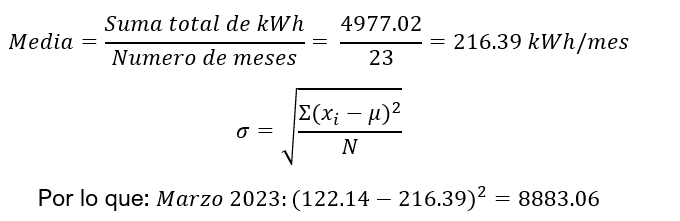 Media = Suma total de kWh / Numero de meses = 4977.02 / 23 = 216.39 kWh/mes
σ = √(Σ(xᵢ − μ)² / N)
Por lo que: Marzo 2023: (122.14 − 216.39)² = 8883.06